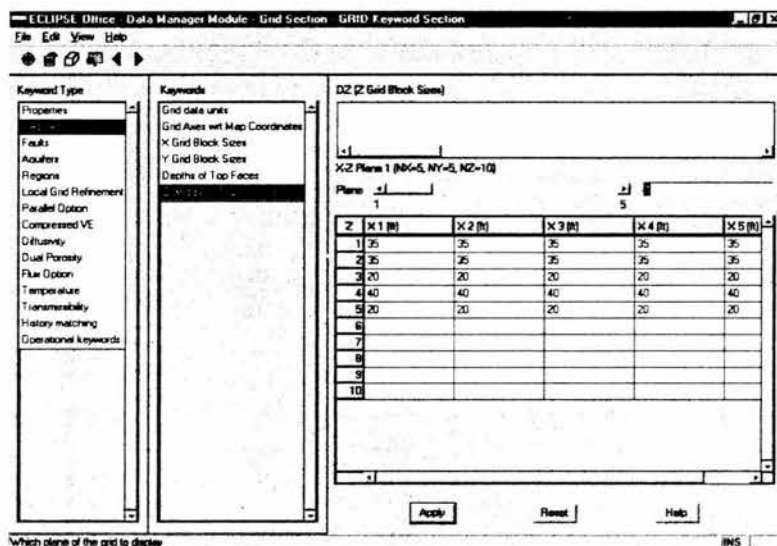 ECLIPSE Office - Data Manager Module - Grid Section - GRID Keyword Section
File Edit View Help
Keyword Type
Properties
Faults
Aquifers
Regions
Local Grid Refinement
Parallel Option
Compressed VE
Diffusivity
Dual Porosity
Flux Option
Temperature
Transmissibility
History matching
Operational keywords
Keywords
Grid data units
Grid Axes wrt Map Coordinates
X Grid Block Sizes
Y Grid Block Sizes
Depths of Top Faces
DZ (Z Grid Block Sizes)
X-Z Plane 1 (NX=5, NY=5, NZ=10)
Plane
1 5
Z X 1 (ft) X 2 (ft) X 3 (ft) X 4 (ft) X 5 (ft)
1 35 35 35 35 35
2 35 35 35 35 35
3 20 20 20 20 20
4 40 40 40 40 40
5 20 20 20 20 20
6
7
8
9
10
Apply Reset Help
Which plane of the grid to display INS